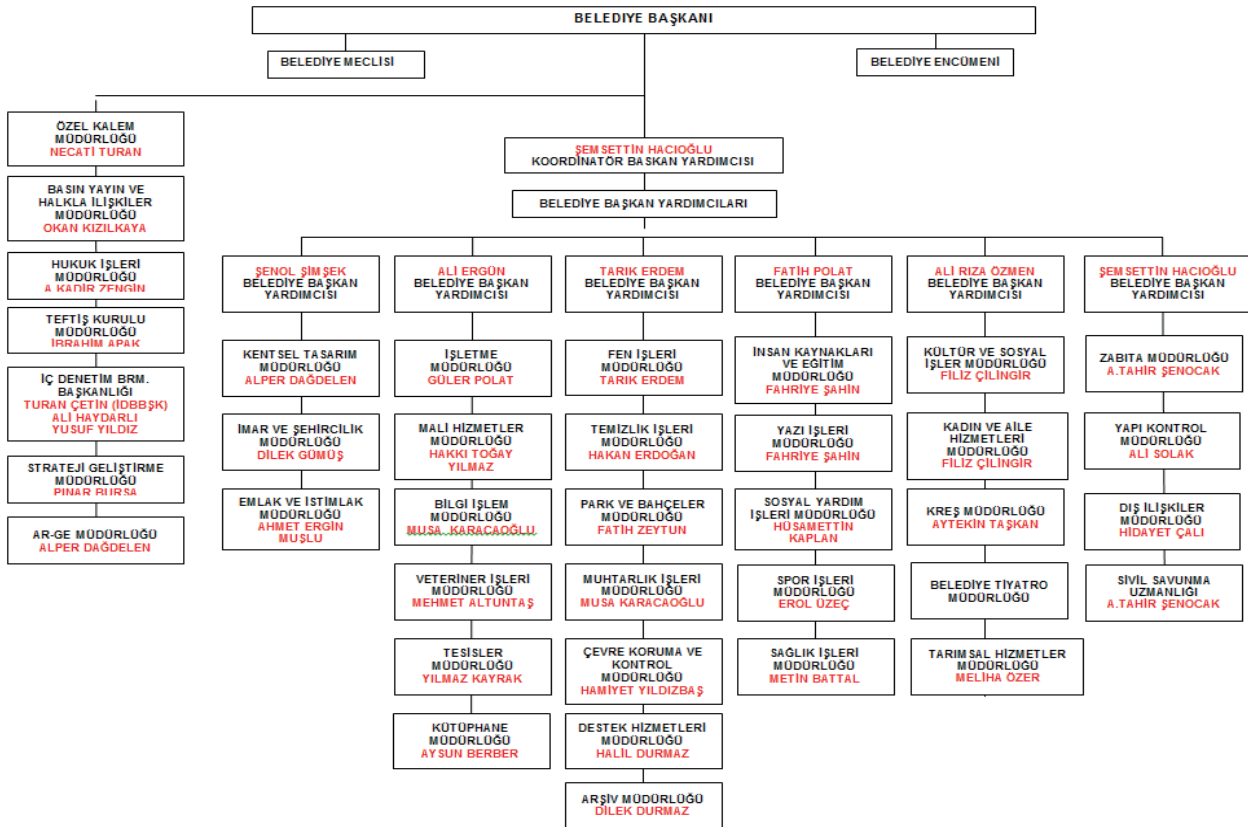 BELEDİYE BAŞKANI
BELEDİYE MECLİSİ
BELEDİYE ENCÜMENİ
ÖZEL KALEM
MÜDÜRLÜĞÜ
NECATİ TURAN
BASIN YAYIN VE
HALKLA İLİŞKİLER
MÜDÜRLÜĞÜ
OKAN KIZILKAYA
HUKUK İŞLERİ
MÜDÜRLÜĞÜ
A.KADİR ZENGİN
TEFTİŞ KURULU
MÜDÜRLÜĞÜ
İBRAHİM APAK
İÇ DENETİM BRM.
BAŞKANLIĞI
TURAN ÇETİN (İDBBŞK)
ALİ HAYDARLI
YUSUF YILDIZ
STRATEJİ GELİŞTİRME
MÜDÜRLÜĞÜ
PINAR BURSA
AR-GE MÜDÜRLÜĞÜ
ALPER DAĞDELEN
ŞEMSETTİN HACIOĞLU
KOORDİNATÖR BASKAN YARDIMCISI
BELEDİYE BAŞKAN YARDIMCILARI
ŞENOL ŞİMŞEK
BELEDİYE BAŞKAN
YARDIMCISI
KENTSEL TASARIM
MÜDÜRLÜĞÜ
ALPER DAĞDELEN
İMAR VE ŞEHİRCİLİK
MÜDÜRLÜĞÜ
DİLEK GÜMÜŞ
EMLAK VE İSTİMLAK
MÜDÜRLÜĞÜ
AHMET ERGİN
MUŞLU
ALİ ERGÜN
BELEDİYE BAŞKAN
YARDIMCISI
İŞLETME
MÜDÜRLÜĞÜ
GÜLER POLAT
MALİ HİZMETLER
MÜDÜRLÜĞÜ
HAKKI TOĞAY
YILMAZ
BİLGİ İŞLEM
MÜDÜRLÜĞÜ
MUSA KARACAOĞLU
VETERİNER İŞLERİ
MÜDÜRLÜĞÜ
MEHMET ALTUNTAŞ
TESİSLER
MÜDÜRLÜĞÜ
YILMAZ KAYRAK
KÜTÜPHANE
MÜDÜRLÜĞÜ
AYSUN BERBER
TARIK ERDEM
BELEDİYE BAŞKAN
YARDIMCISI
FEN İŞLERİ
MÜDÜRLÜĞÜ
TARIK ERDEM
TEMİZLİK İŞLERİ
MÜDÜRLÜĞÜ
HAKAN ERDOĞAN
PARK VE BAHÇELER
MÜDÜRLÜĞÜ
FATİH ZEYTUN
MUHTARLIK İŞLERİ
MÜDÜRLÜĞÜ
MUSA KARACAOĞLU
ÇEVRE KORUMA VE
KONTROL
MÜDÜRLÜĞÜ
HAMİYET YILDIZBAŞ
DESTEK HİZMETLERİ
MÜDÜRLÜĞÜ
HALİL DURMAZ
ARŞİV MÜDÜRLÜĞÜ
DİLEK DURMAZ
FATİH POLAT
BELEDİYE BAŞKAN
YARDIMCISI
İNSAN KAYNAKLARI
VE EĞİTİM
MÜDÜRLÜĞÜ
FAHRİYE ŞAHİN
YAZI İŞLERİ
MÜDÜRLÜĞÜ
FAHRİYE ŞAHİN
SOSYAL YARDIM
İŞLERİ MÜDÜRLÜĞÜ
HÜSAMETTİN
KAPLAN
SPOR İŞLERİ
MÜDÜRLÜĞÜ
EROL ÜZEÇ
SAĞLIK İŞLERİ
MÜDÜRLÜĞÜ
METİN BATTAL
ALİ RIZA ÖZMEN
BELEDİYE BAŞKAN
YARDIMCISI
KÜLTÜR VE SOSYAL
İŞLER MÜDÜRLÜĞÜ
FİLİZ ÇİLİNGİR
KADIN VE AİLE
HİZMETLERİ
MÜDÜRLÜĞÜ
FİLİZ ÇİLİNGİR
KREŞ MÜDÜRLÜĞÜ
AYTEKİN TAŞKAN
BELEDİYE TİYATRO
MÜDÜRLÜĞÜ
TARIMSAL HİZMETLER
MÜDÜRLÜĞÜ
MELİHA ÖZER
ŞEMSETTİN HACIOĞLU
BELEDİYE BAŞKAN
YARDIMCISI
ZABITA MÜDÜRLÜĞÜ
A.TAHİR ŞENOCAK
YAPI KONTROL
MÜDÜRLÜĞÜ
ALİ SOLAK
DIŞ İLİŞKİLER
MÜDÜRLÜĞÜ
HİDAYET ÇALI
SİVİL SAVUNMA
UZMANLIĞI
A.TAHİR ŞENOCAK